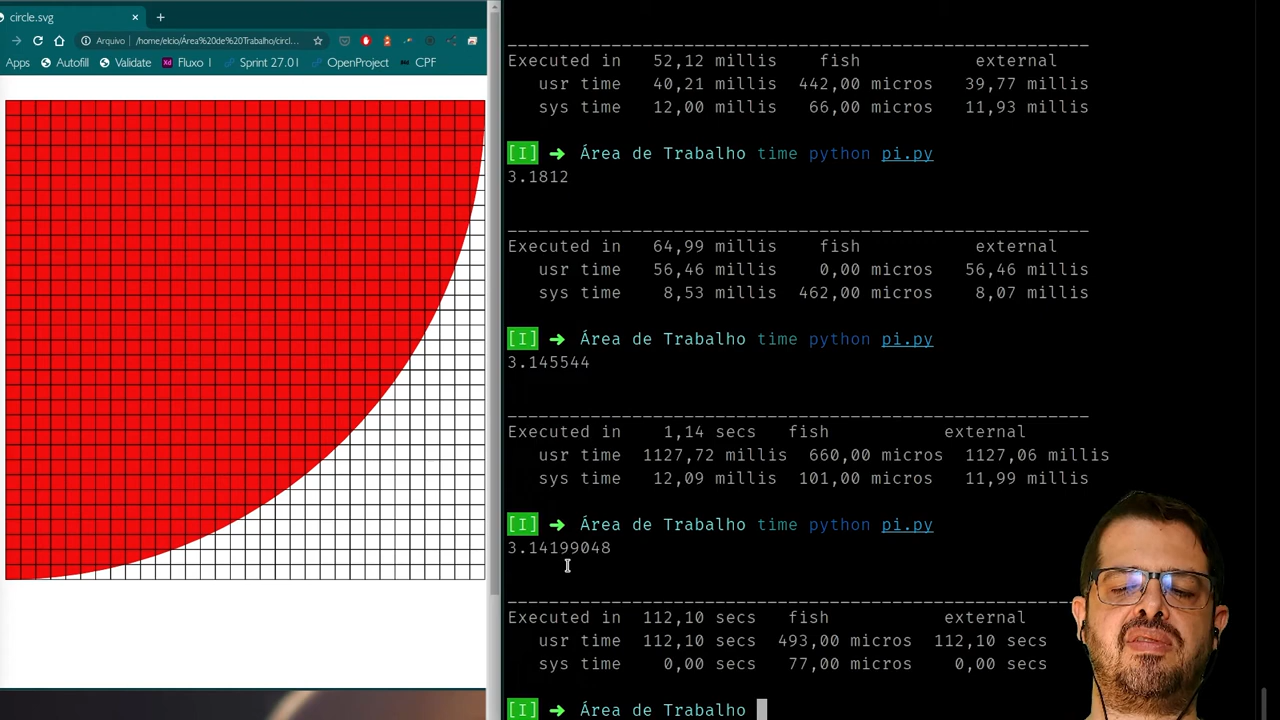 circle.svg
Arquivo
/home/elcio/Área%20de%20Trabalho/circl...
Apps
Autofill
Validate
Xd
Fluxo 1
Sprint 27.01
OpenProject
CPF
Executed in 52,12 millis fish external
usr time 40,21 millis 442,00 micros 39,77 millis
sys time 12,00 millis 66,00 micros 11,93 millis
[I] ➜ Área de Trabalho time python pi.py
3.1812
Executed in 64,99 millis fish external
usr time 56,46 millis 0,00 micros 56,46 millis
sys time 8,53 millis 462,00 micros 8,07 millis
[I] ➜ Área de Trabalho time python pi.py
3.145544
Executed in 1,14 secs fish external
usr time 1127,72 millis 660,00 micros 1127,06 millis
sys time 12,09 millis 101,00 micros 11,99 millis
[I] ➜ Área de Trabalho time python pi.py
3.14199048
Executed in 112,10 secs fish external
usr time 112,10 secs 493,00 micros 112,10 secs
sys time 0,00 secs 77,00 micros 0,00 secs
[I] ➜ Área de Trabalho